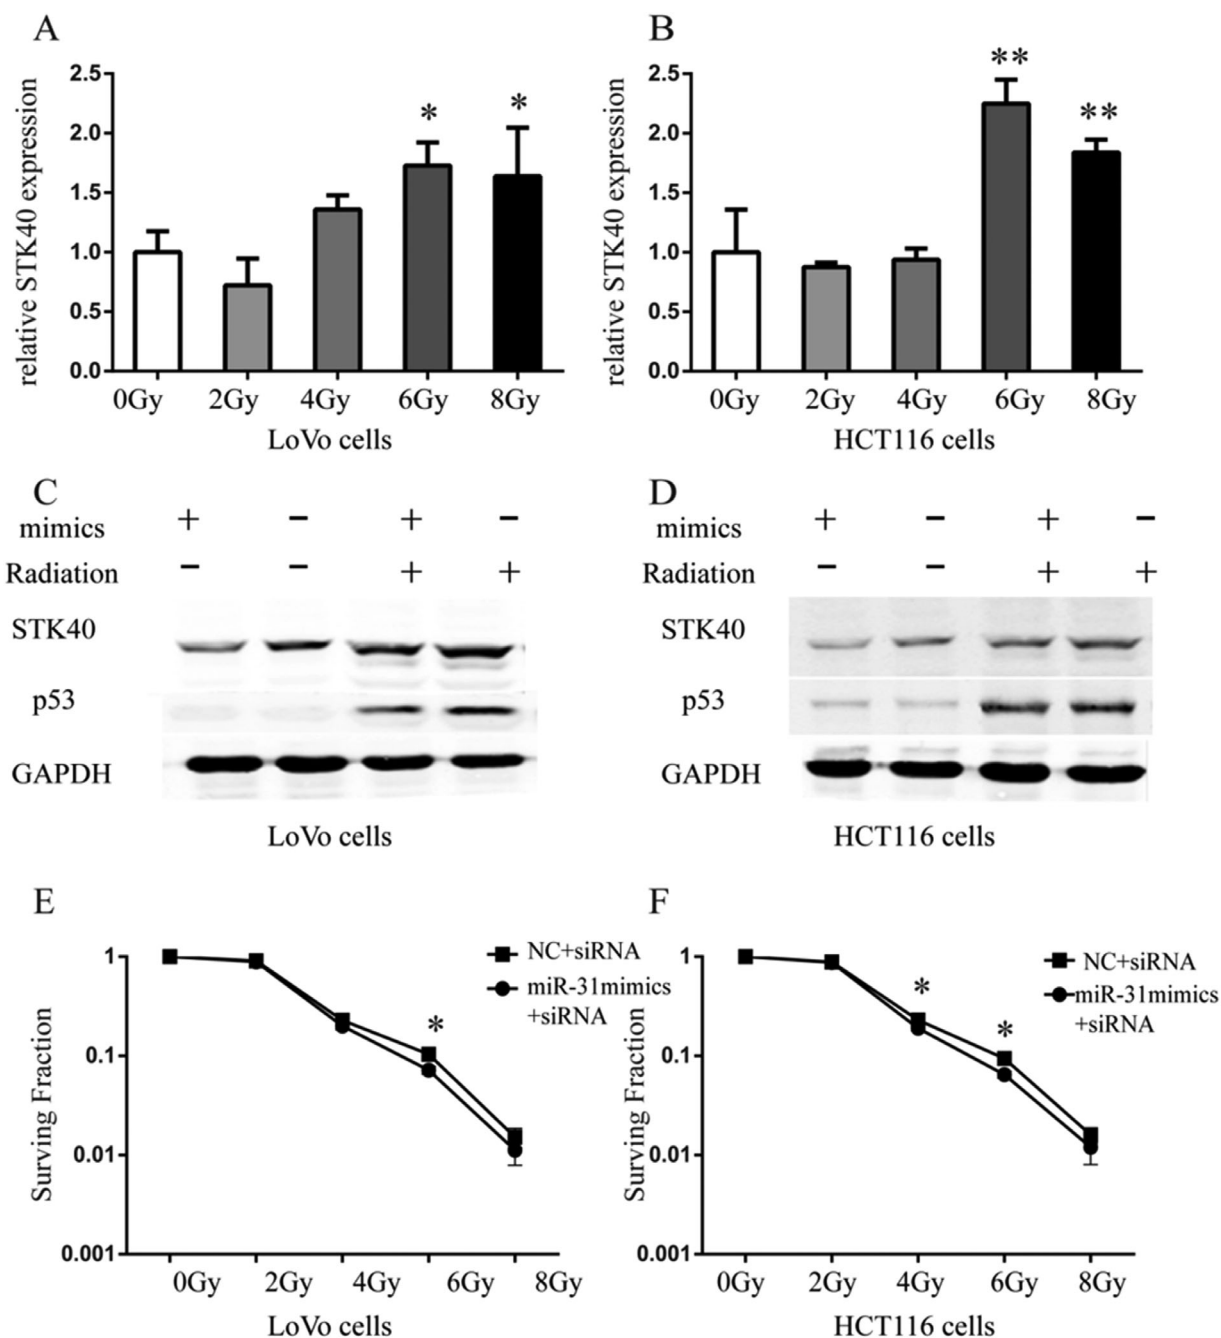 A
relative STK40 expression
2.5
2.0
1.5
1.0
0.5
0.0
*
*
0Gy 2Gy 4Gy 6Gy 8Gy
LoVo cells
B
relative STK40 expression
2.5
2.0
1.5
1.0
0.5
0.0
**
**
0Gy 2Gy 4Gy 6Gy 8Gy
HCT116 cells
C
mimics + − + −
Radiation − − + +
STK40
p53
GAPDH
LoVo cells
D
mimics + − + −
Radiation − − + +
STK40
p53
GAPDH
HCT116 cells
E
Surving Fraction
1
0.1
0.01
0.001
NC+siRNA
miR-31mimics
+siRNA
*
0Gy 2Gy 4Gy 6Gy 8Gy
LoVo cells
F
Surving Fraction
1
0.1
0.01
0.001
NC+siRNA
miR-31mimics
+siRNA
*
*
0Gy 2Gy 4Gy 6Gy 8Gy
HCT116 cells